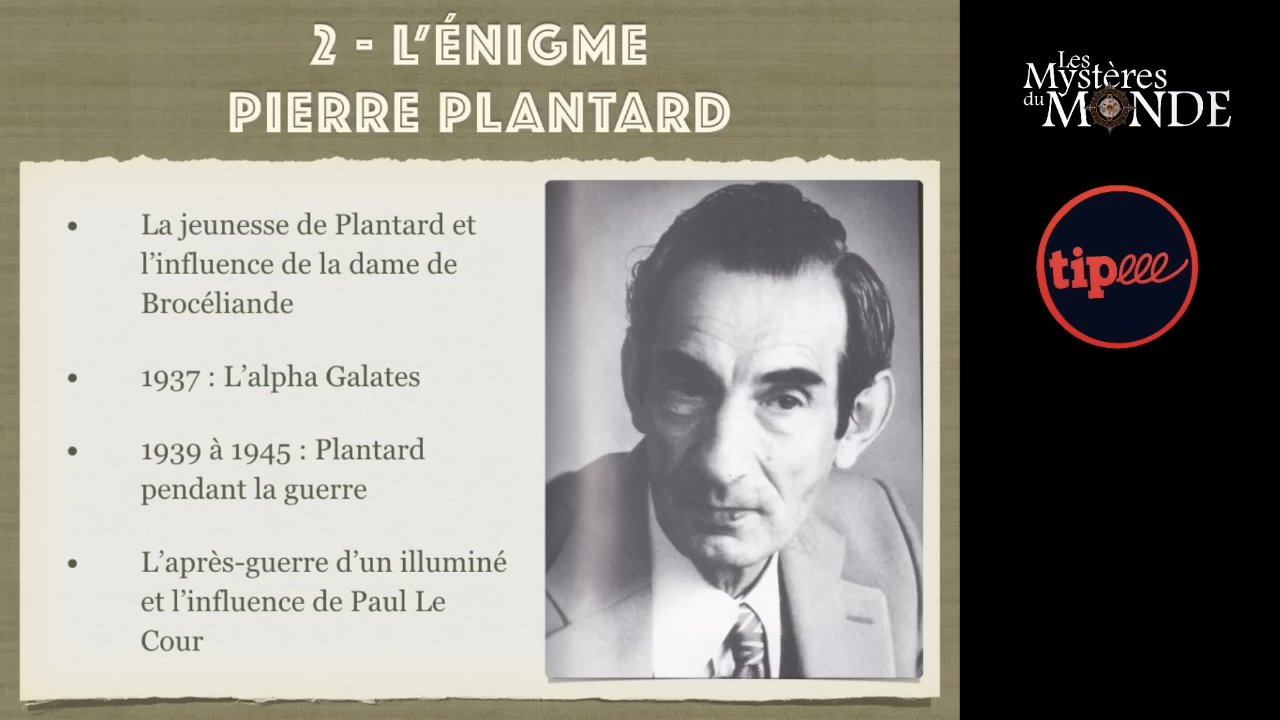 2 - L'ÉNIGME
PIERRE PLANTARD
• La jeunesse de Plantard et
l'influence de la dame de
Brocéliande
• 1937 : L'alpha Galates
• 1939 à 1945 : Plantard
pendant la guerre
• L'après-guerre d'un illuminé
et l'influence de Paul Le
Cour
Les
Mystères
du MONDE
tipeee